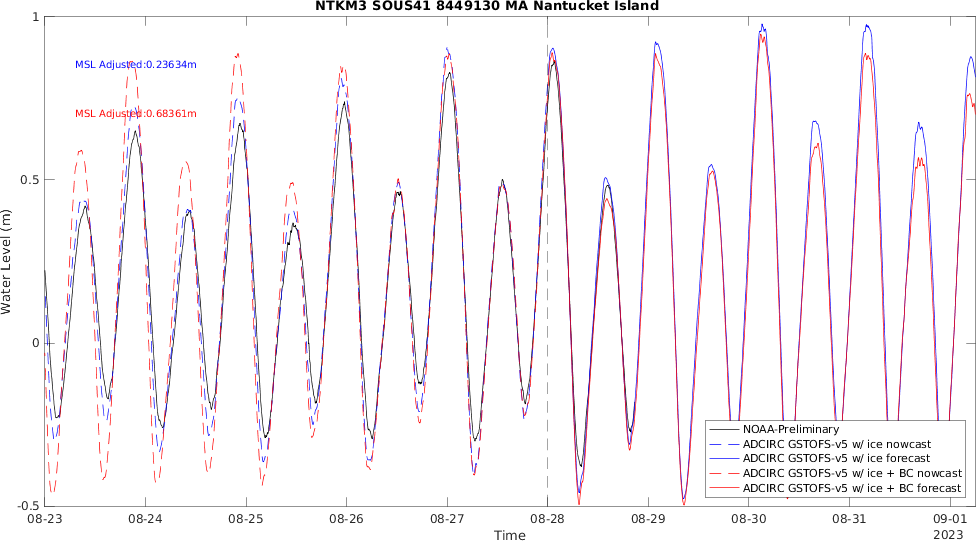 NTKM3 SOUS41 8449130 MA Nantucket Island
MSL Adjusted:0.23634m
MSL Adjusted:0.68361m
Water Level (m)
1
0.5
0
-0.5
08-23 08-24 08-25 08-26 08-27 08-28 08-29 08-30 08-31 09-01
2023
Time
NOAA-Preliminary
ADCIRC GSTOFS-v5 w/ ice nowcast
ADCIRC GSTOFS-v5 w/ ice forecast
ADCIRC GSTOFS-v5 w/ ice + BC nowcast
ADCIRC GSTOFS-v5 w/ ice + BC forecast